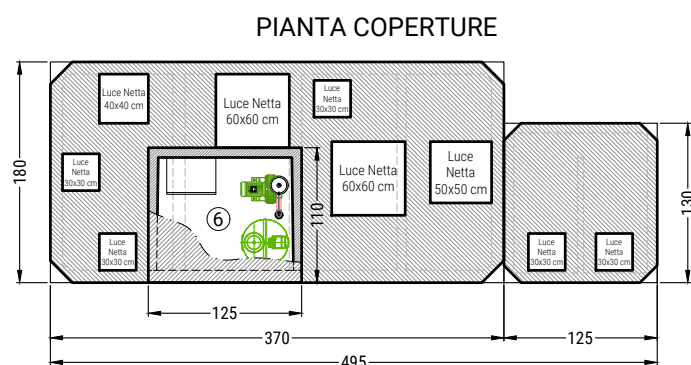 PIANTA COPERTURE
Luce Netta
40x40 cm
Luce Netta
60x60 cm
Luce
Netta
30x30 cm
Luce
Netta
30x30 cm
Luce Netta
60x60 cm
Luce
Netta
50x50 cm
Luce
Netta
30x30 cm
Luce
Netta
30x30 cm
Luce
Netta
30x30 cm
6
180
110
130
125
370
125
495